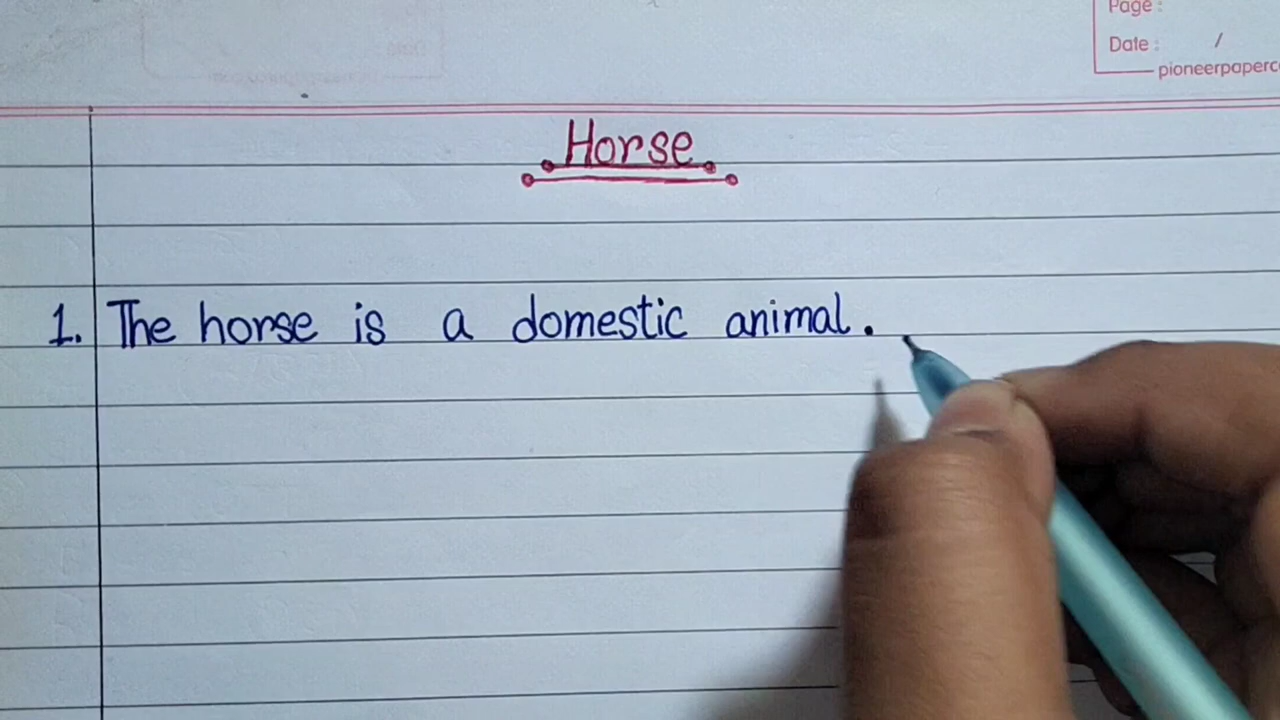 Page :
Date : /
pioneerpaperc
Horse
1. The horse is a domestic animal.